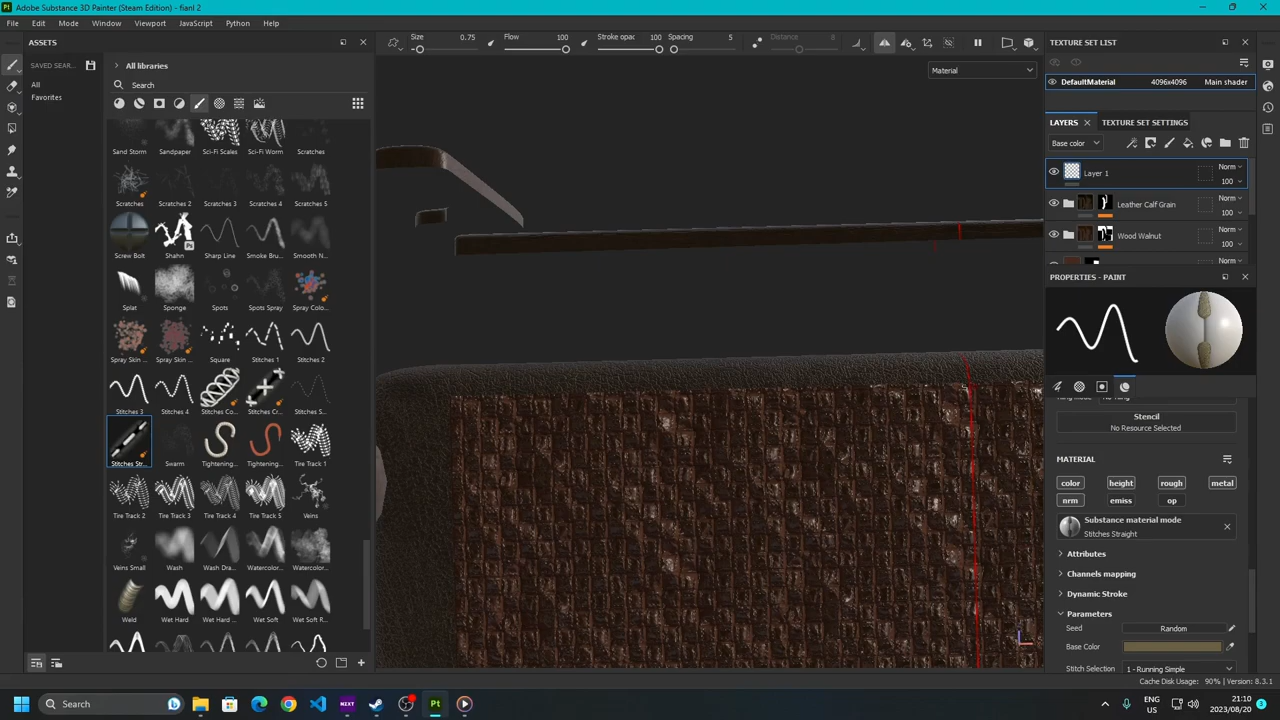 Adobe Substance 3D Painter (Steam Edition) - fianl 2
File Edit Mode Window Viewport JavaScript Python Help
ASSETS
Size 0.75 Flow 100 Stroke opac 100 Spacing 5 Distance 8
SAVED SEAR...
All
Favorites
All libraries
Search
Material
Sand Storm Sandpaper Sci-Fi Scales Sci-Fi Worm Scratches
Scratches Scratches 2 Scratches 3 Scratches 4 Scratches 5
Screw Bolt Shahn Sharp Line Smoke Bru... Smooth N...
Splat Sponge Spots Spots Spray Spray Colo...
Spray Skin ... Spray Skin ... Square Stitches 1 Stitches 2
Stitches 3 Stitches 4 Stitches Co... Stitches Cr... Stitches S...
Stitches Str... Swarm Tightening... Tightening... Tire Track 1
Tire Track 2 Tire Track 3 Tire Track 4 Tire Track 5 Veins
Veins Small Wash Wash Dra... Watercolor... Watercolor...
Weld Wet Hard Wet Hard ... Wet Soft Wet Soft ...
TEXTURE SET LIST
DefaultMaterial 4096x4096 Main shader
LAYERS TEXTURE SET SETTINGS
Base color
Layer 1 Norm 100
Leather Calf Grain Norm 100
Wood Walnut Norm 100
Norm
PROPERTIES - PAINT
Stencil
No Resource Selected
MATERIAL
color height rough metal
nrm emiss op
Substance material mode
Stitches Straight
Attributes
Channels mapping
Dynamic Stroke
Parameters
Seed Random
Base Color
Stitch Selection 1 - Running Simple
Cache Disk Usage: 90% | Version: 8.3.1
Search
NXT
Pt
ENG
US
21:10
2023/08/20
3